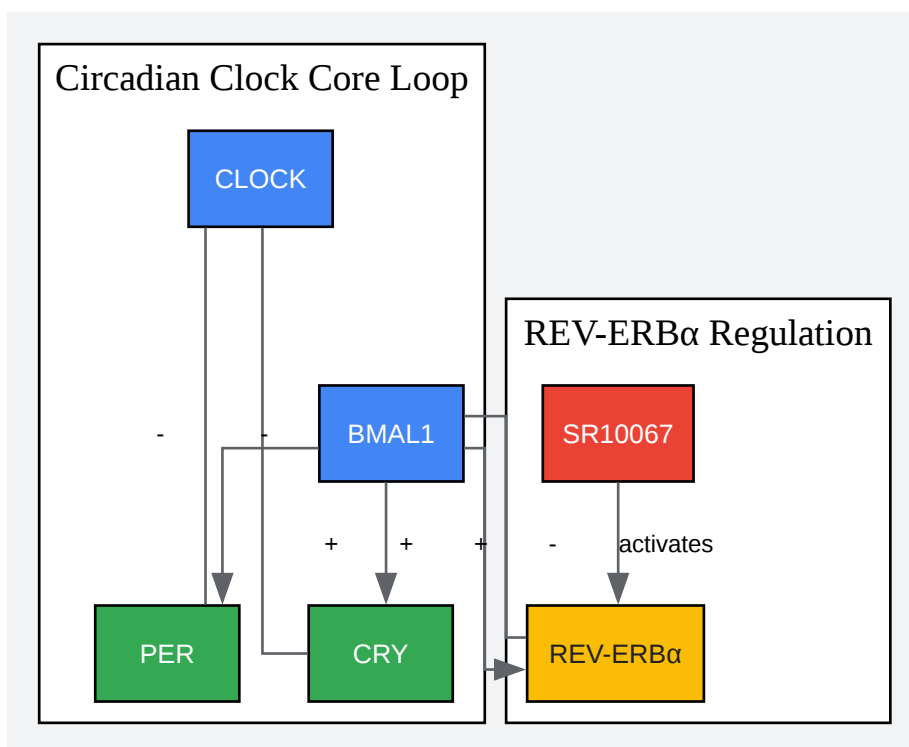 Circadian Clock Core Loop
CLOCK
REV-ERBα Regulation
BMAL1
SR10067
-
-
+
+
+
-
activates
PER
CRY
REV-ERBα